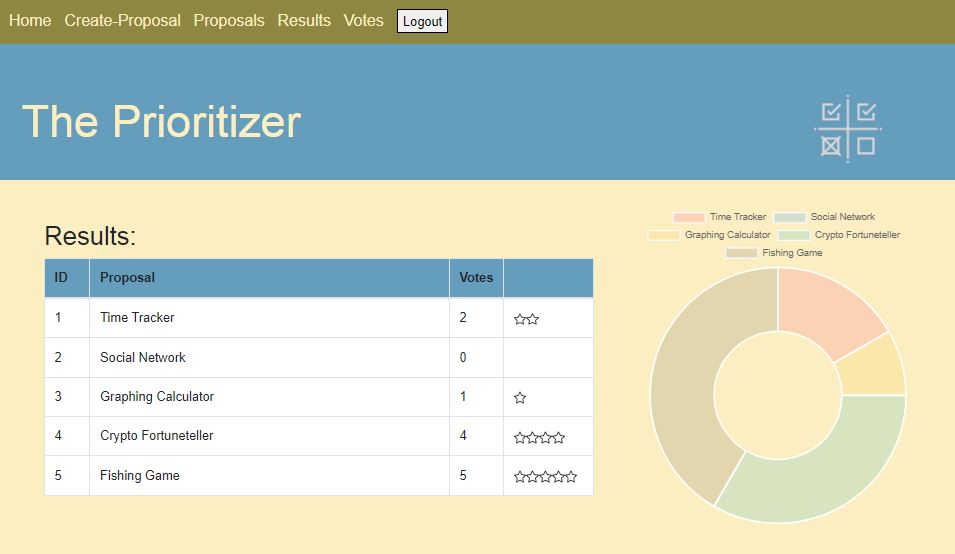 Home Create-Proposal Proposals Results Votes Logout
The Prioritizer
Results:
ID Proposal Votes
1 Time Tracker 2
2 Social Network 0
3 Graphing Calculator 1
4 Crypto Fortuneteller 4
5 Fishing Game 5
Time Tracker Social Network
Graphing Calculator Crypto Fortuneteller
Fishing Game